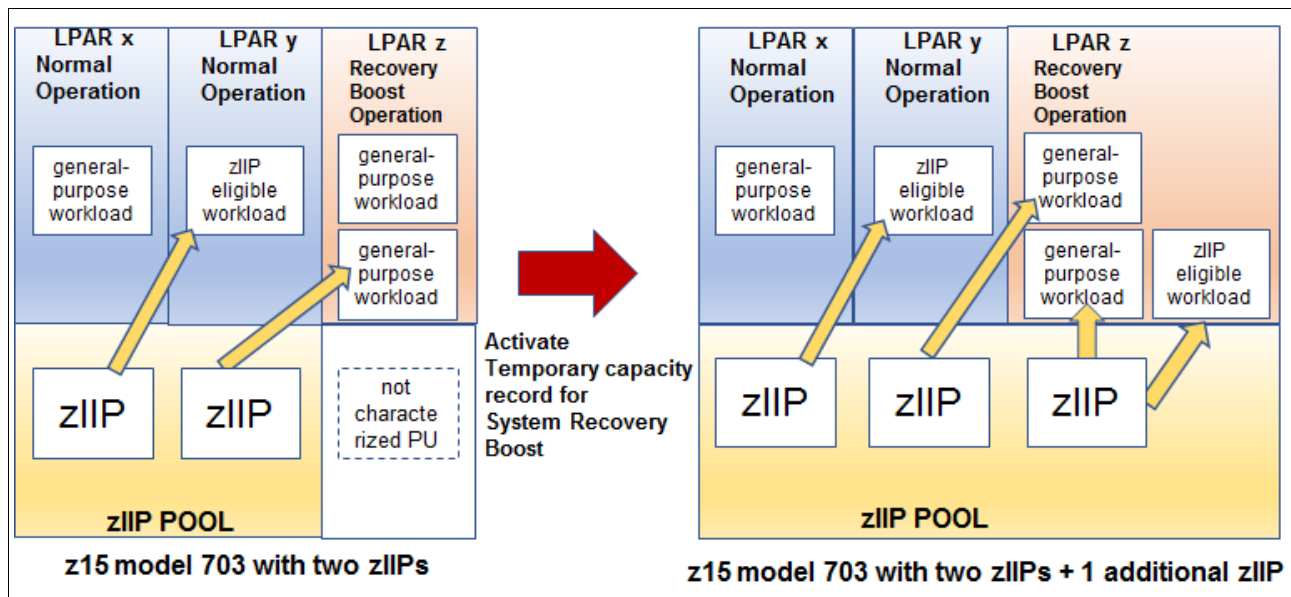 LPAR x
Normal
Operation
general-
purpose
workload
LPAR y
Normal
Operation
zIIP
eligible
workload
LPAR z
Recovery
Boost
Operation
general-
purpose
workload
general-
purpose
workload
zIIP
zIIP
not
characte
rized PU
zIIP POOL
z15 model 703 with two zIIPs
Activate
Temporary capacity
record for
System Recovery
Boost
LPAR x
Normal
Operation
general-
purpose
workload
LPAR y
Normal
Operation
zIIP
eligible
workload
LPAR z
Recovery
Boost
Operation
general-
purpose
workload
general-
purpose
workload
zIIP
eligible
workload
zIIP
zIIP
zIIP
zIIP POOL
z15 model 703 with two zIIPs + 1 additional zIIP